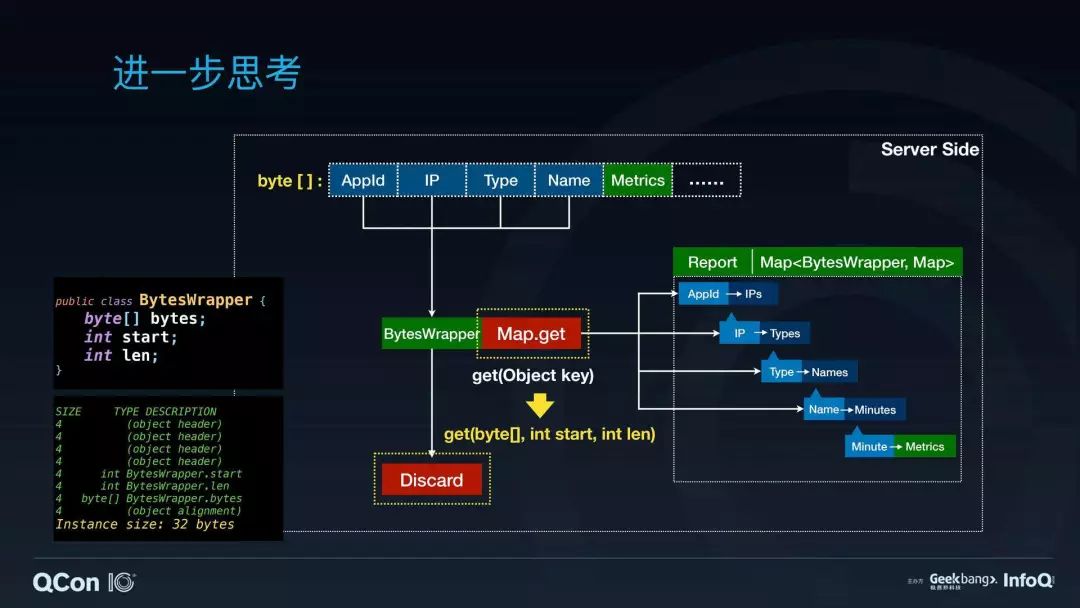 进一步思考
Server Side
byte [ ] :
AppId
IP
Type
Name
Metrics
......
Report
Map<BytesWrapper, Map>
AppId
IPs
IP
Types
Type
Names
Name
Minutes
Minute
Metrics
BytesWrapper
Map.get
get(Object key)
get(byte[], int start, int len)
Discard
public class BytesWrapper {
byte[] bytes;
int start;
int len;
}
SIZE TYPE DESCRIPTION
4 (object header)
4 (object header)
4 (object header)
4 (object header)
4 int BytesWrapper.start
4 int BytesWrapper.len
4 byte[] BytesWrapper.bytes
4 (object alignment)
Instance size: 32 bytes
QCon 10
主办方
Geekbang>.
极客邦科技
InfoQ